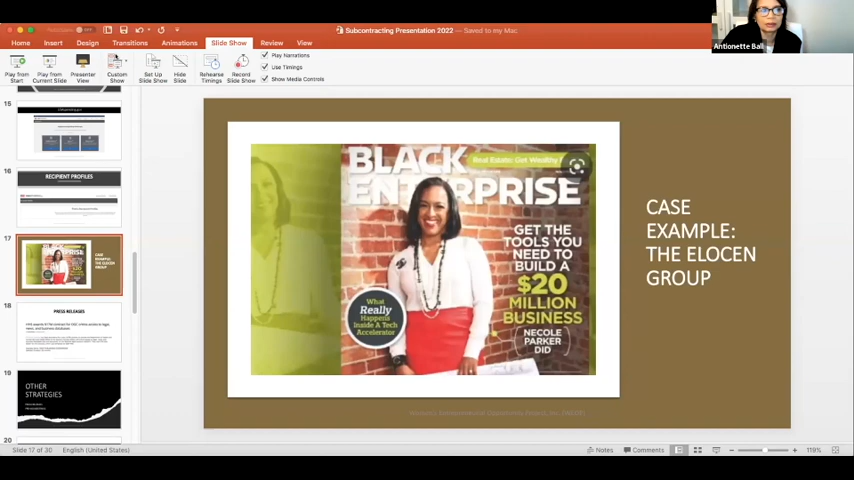 Subcontracting Presentation 2022 — Saved to my Mac
Antionette Ball
Home Insert Design Transitions Animations Slide Show Review View
Play from Start
Play from Current Slide
Presenter View
Custom Show
Set Up Slide Show
Hide Slide
Rehearse Timings
Record Slide Show
Play Narrations
Use Timings
Show Media Controls
15
16
RECIPIENT PROFILES
17
CASE
EXAMPLE:
THE ELOCEN
GROUP
18
PRESS RELEASES
19
OTHER
STRATEGIES
20
Real Estate: Get Wealthy
BLACK
ENTERPRISE
GET THE
TOOLS YOU
NEED TO
BUILD A
$20
MILLION
BUSINESS
NECOLE
PARKER
DID
What
Really
Happens
Inside A Tech
Accelerator
CASE
EXAMPLE:
THE ELOCEN
GROUP
Slide 17 of 30 English (United States) Notes Comments 119%